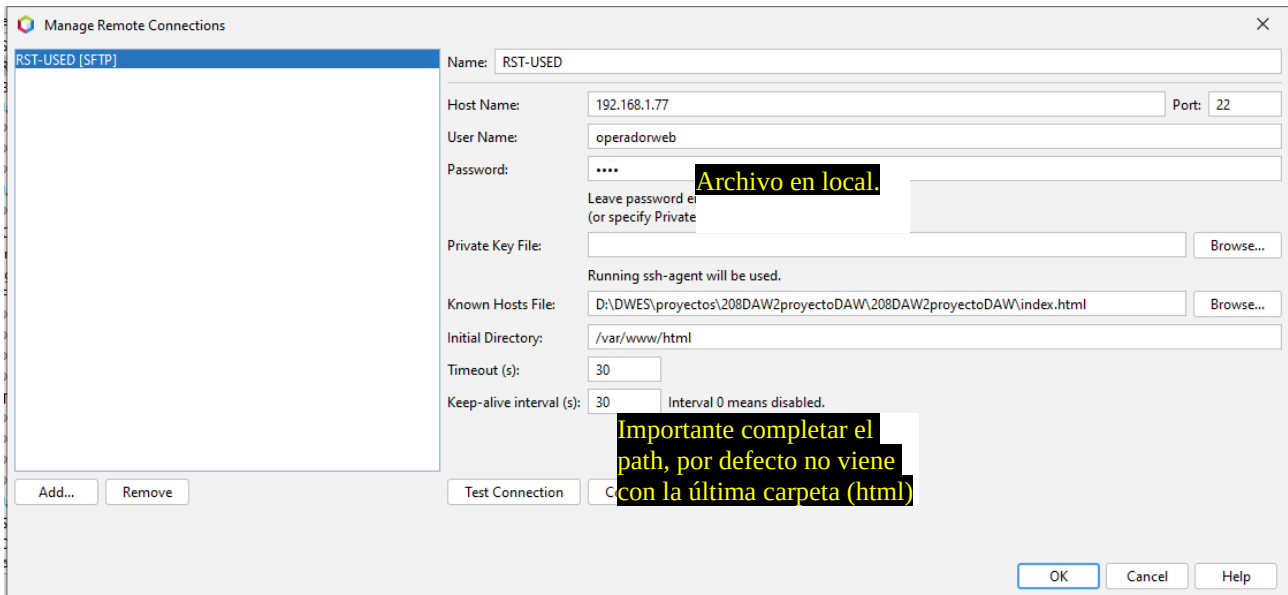 Manage Remote Connections
RST-USED [SFTP]
Name: RST-USED
Host Name: 192.168.1.77 Port: 22
User Name: operadorweb
Password: ••••
Archivo en local.
Leave password
(or specify Private
Private Key File: Browse...
Running ssh-agent will be used.
Known Hosts File: D:\DWES\proyectos\208DAW2proyectoDAW\208DAW2proyectoDAW\index.html Browse...
Initial Directory: /var/www/html
Timeout (s): 30
Keep-alive interval (s): 30 Interval 0 means disabled.
Importante completar el
path, por defecto no viene
con la última carpeta (html)
Add... Remove Test Connection
OK Cancel Help